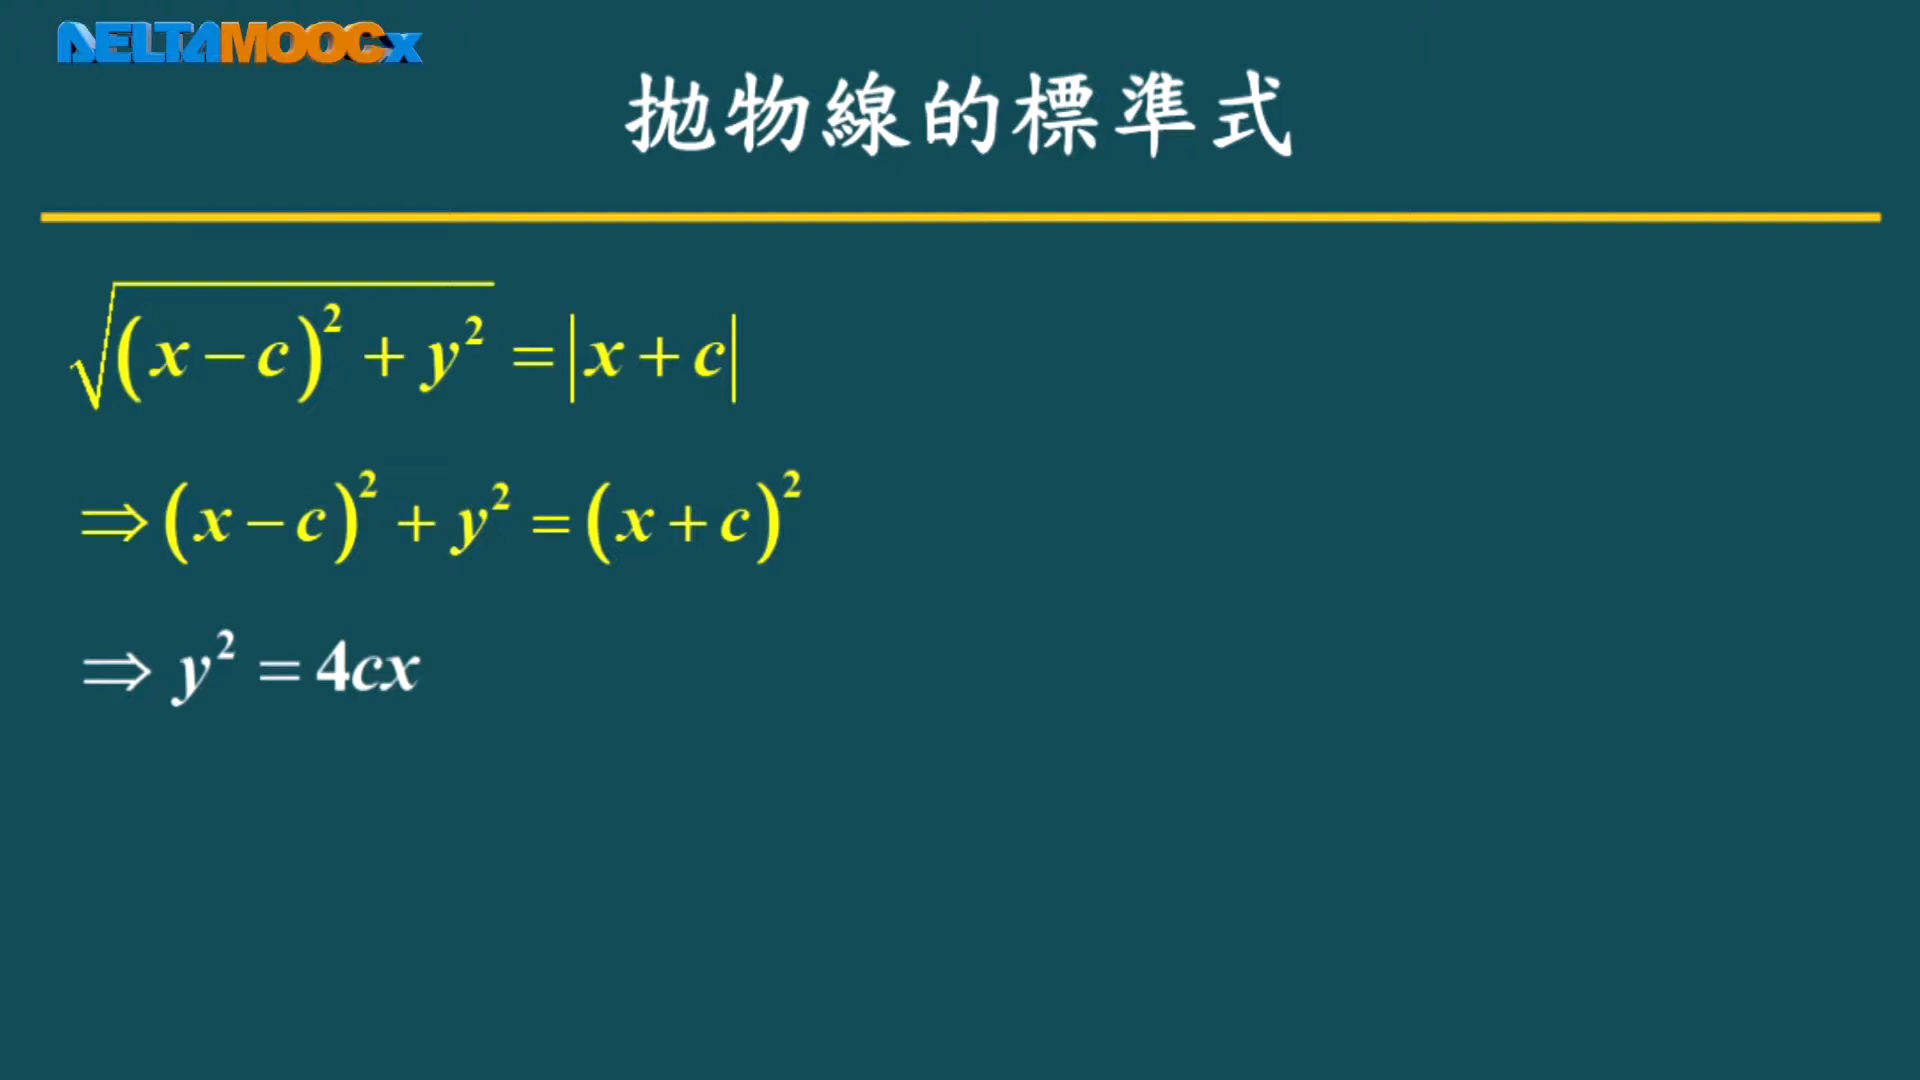 DELTAMOOCx
拋物線的標準式
√((x−c)²+y²) = |x+c|
⇒ (x−c)² + y² = (x+c)²
⇒ y² = 4cx